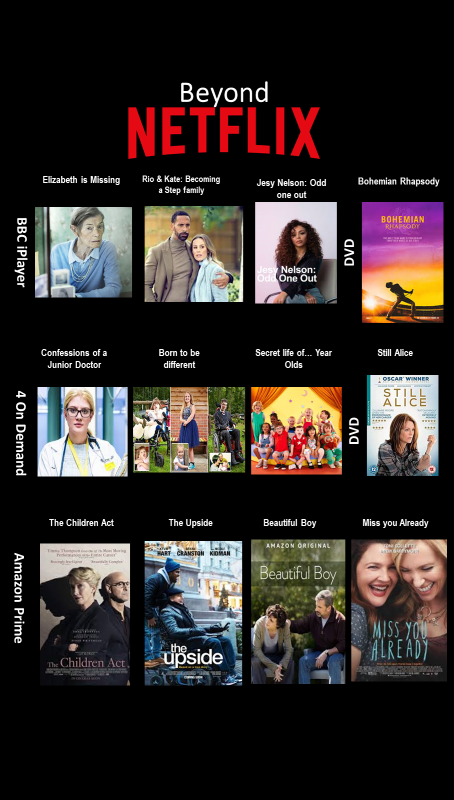 Beyond
NETFLIX
Elizabeth is Missing
Rio & Kate: Becoming
a Step family
Jesy Nelson: Odd
one out
Bohemian Rhapsody
BBC iPlayer
Jesy Nelson:
Odd One Out
DVD
BOHEMIAN
RHAPSODY
Confessions of a
Junior Doctor
Born to be
different
Secret life of... Year
Olds
Still Alice
4 On Demand
DVD
OSCAR WINNER
STILL
ALICE
The Children Act
The Upside
Beautiful Boy
Miss you Already
Amazon Prime
The Children Act
HART
CRANSTON
KIDMAN
the
upside
AMAZON ORIGINAL
Beautiful Boy
MISS YOU
ALREADY